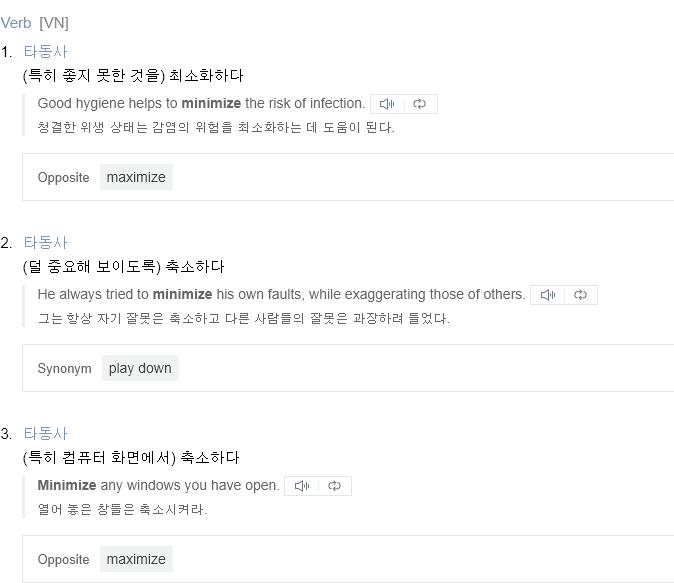 Verb [VN]
1. 타동사
(특히 좋지 못한 것을) 최소화하다
Good hygiene helps to minimize the risk of infection.
청결한 위생 상태는 감염의 위험을 최소화하는 데 도움이 된다.
Opposite maximize
2. 타동사
(덜 중요해 보이도록) 축소하다
He always tried to minimize his own faults, while exaggerating those of others.
그는 항상 자기 잘못은 축소하고 다른 사람들의 잘못은 과장하려 들었다.
Synonym play down
3. 타동사
(특히 컴퓨터 화면에서) 축소하다
Minimize any windows you have open.
열어 놓은 창들은 축소시켜라.
Opposite maximize